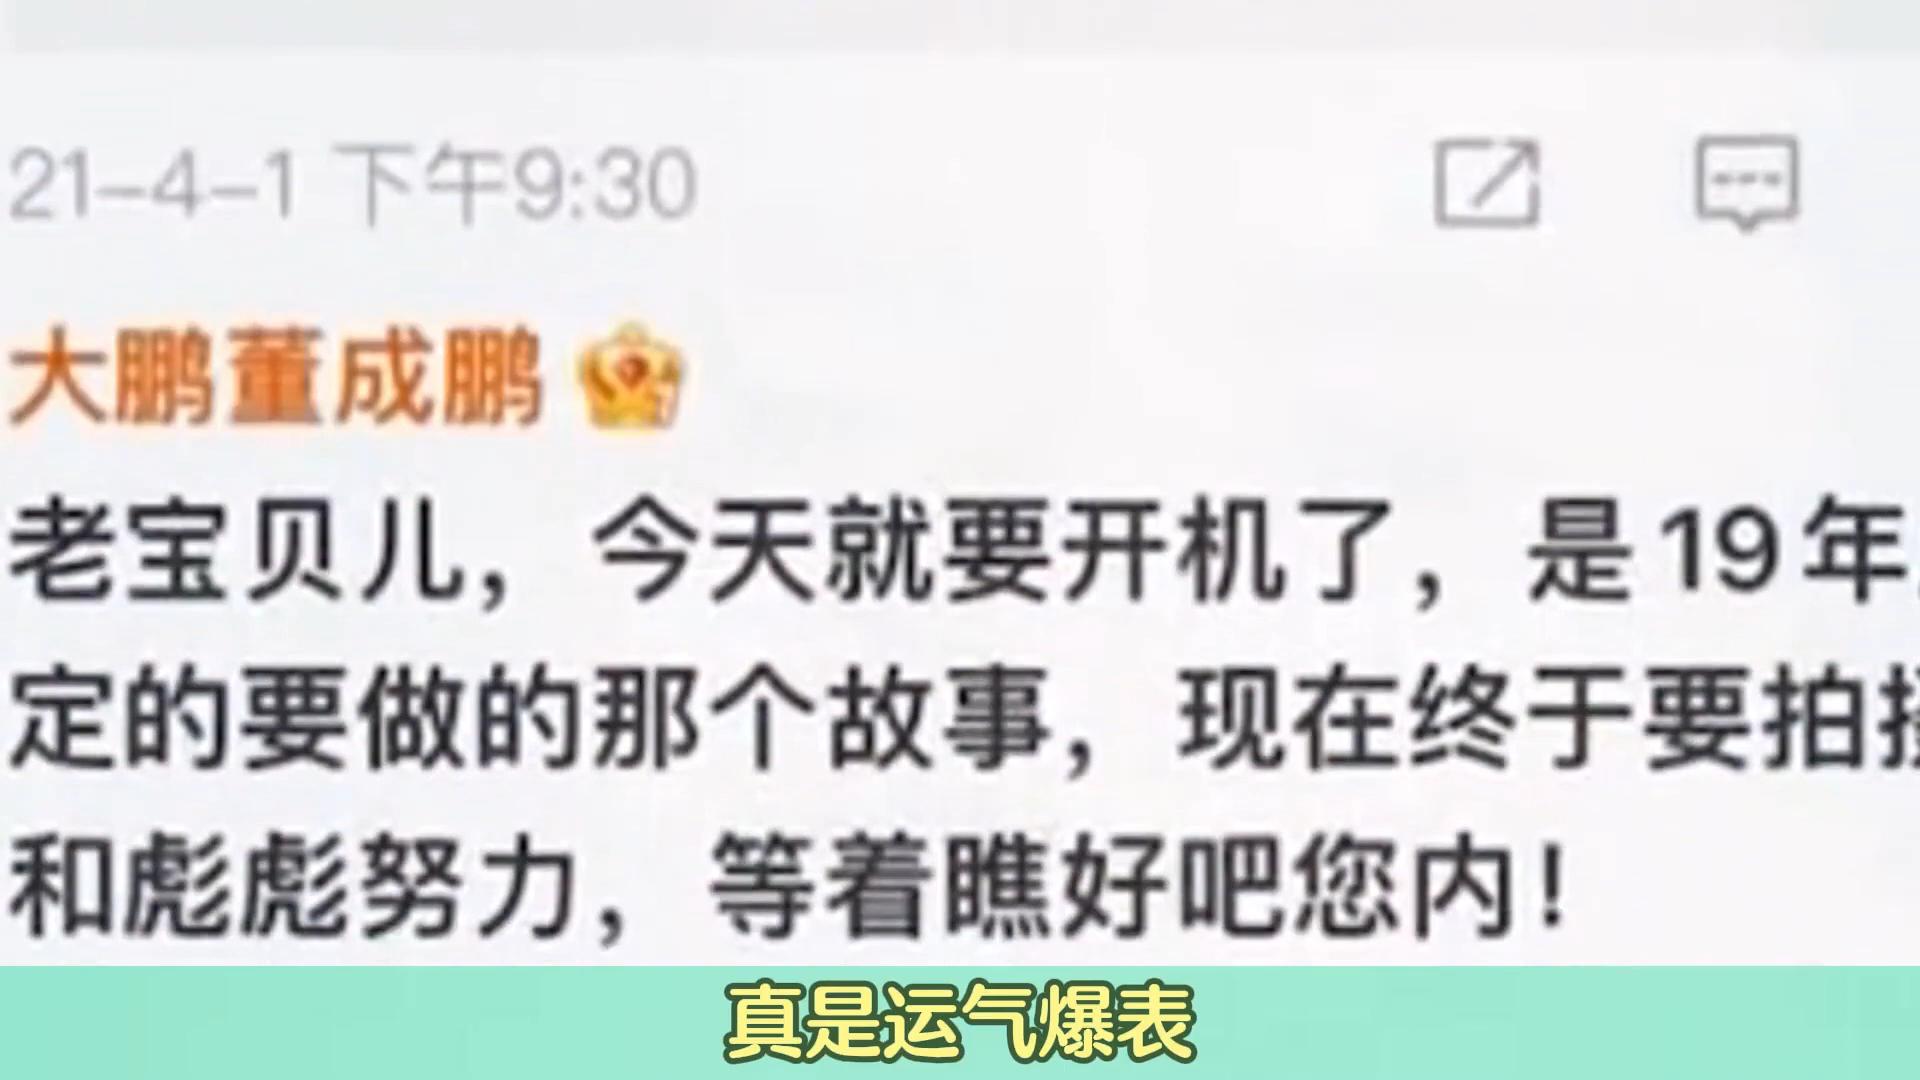 21-4-1 下午9:30
大鹏董成鹏
老宝贝儿，今天就要开机了，是19年
定的要做的那个故事，现在终于要拍
和彪彪努力，等着瞧好吧您内！
真是运气爆表